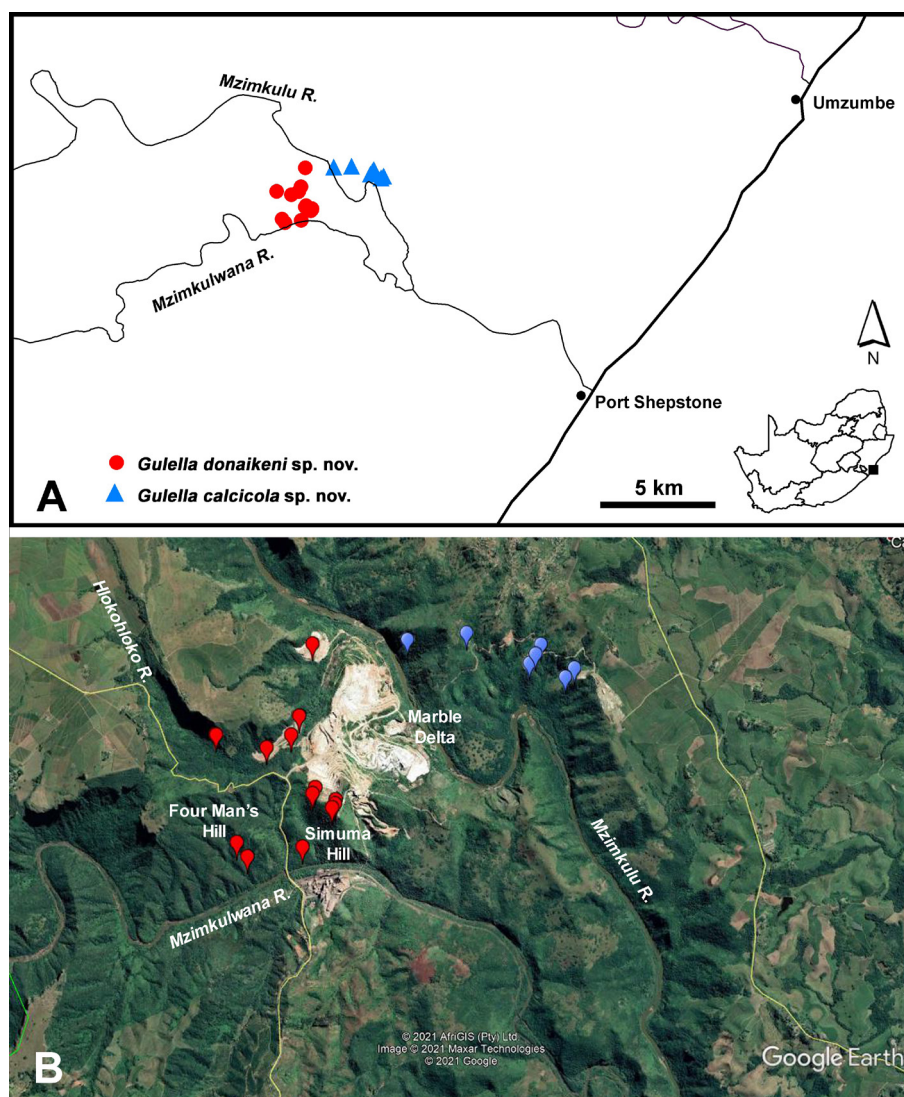 Mzimkulu R.
Umzumbe
Mzimkulwana R.
N
Port Shepstone
Gulella donaikeni sp. nov.
Gulella calcicola sp. nov.
5 km
A
C
Hlokohloko R.
Marble
Delta
Four Man's
Hill
Simuma
Hill
Mzimkulu R.
Mzimkulwana R.
© 2021 AfriGIS (Pty) Ltd
Image © 2021 Maxar Technologies
© 2021 Google
Google Earth
B